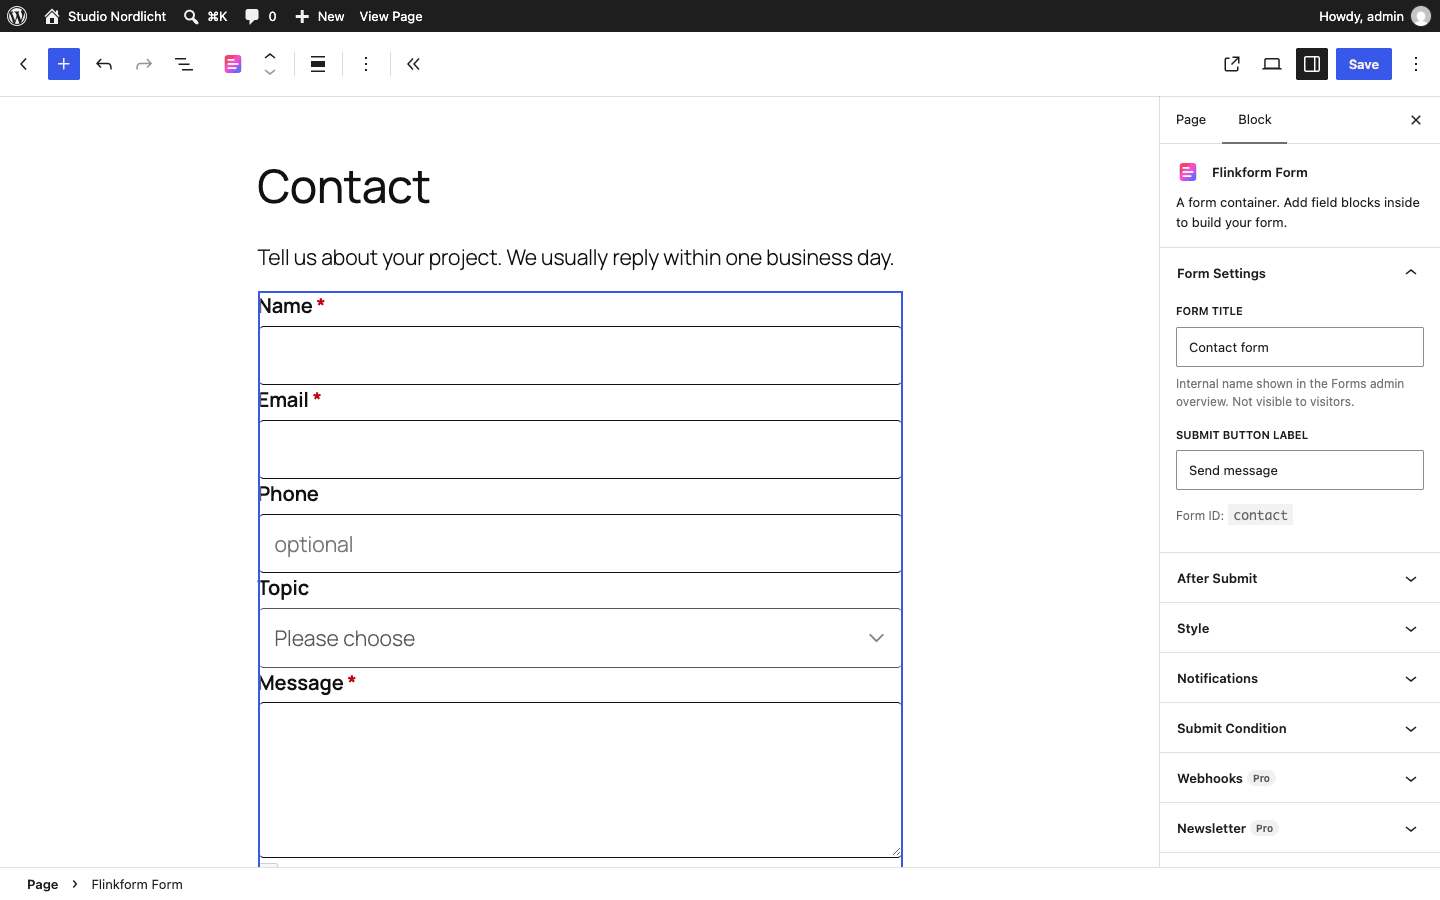 Studio Nordlicht
⌘K
0
New
View Page
Howdy, admin
Save
Page
Block
Flinkform Form
A form container. Add field blocks inside
to build your form.
Form Settings
FORM TITLE
Contact form
Internal name shown in the Forms admin
overview. Not visible to visitors.
SUBMIT BUTTON LABEL
Send message
Form ID: contact
After Submit
Style
Notifications
Submit Condition
Webhooks Pro
Newsletter Pro
Contact
Tell us about your project. We usually reply within one business day.
Name *
Email *
Phone
optional
Topic
Please choose
Message *
Page › Flinkform Form